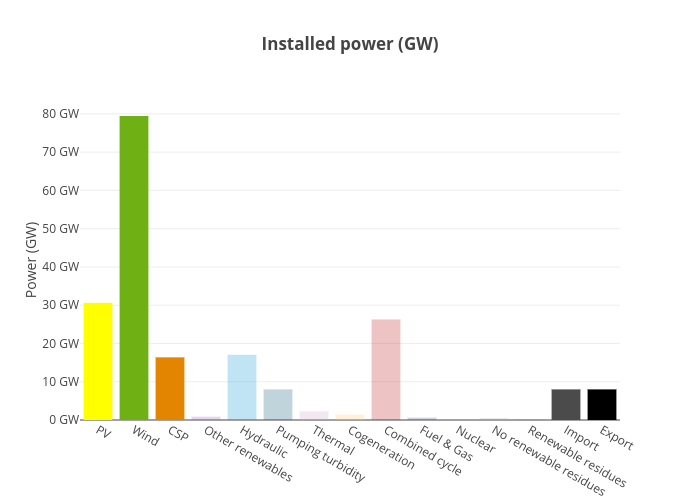 Installed power (GW)
Power (GW)
80 GW
70 GW
60 GW
50 GW
40 GW
30 GW
20 GW
10 GW
0 GW
PV
Wind
CSP
Other renewables
Hydraulic
Pumping turbidity
Thermal
Cogeneration
Combined cycle
Fuel & Gas
Nuclear
No renewable residues
Renewable residues
Import
Export